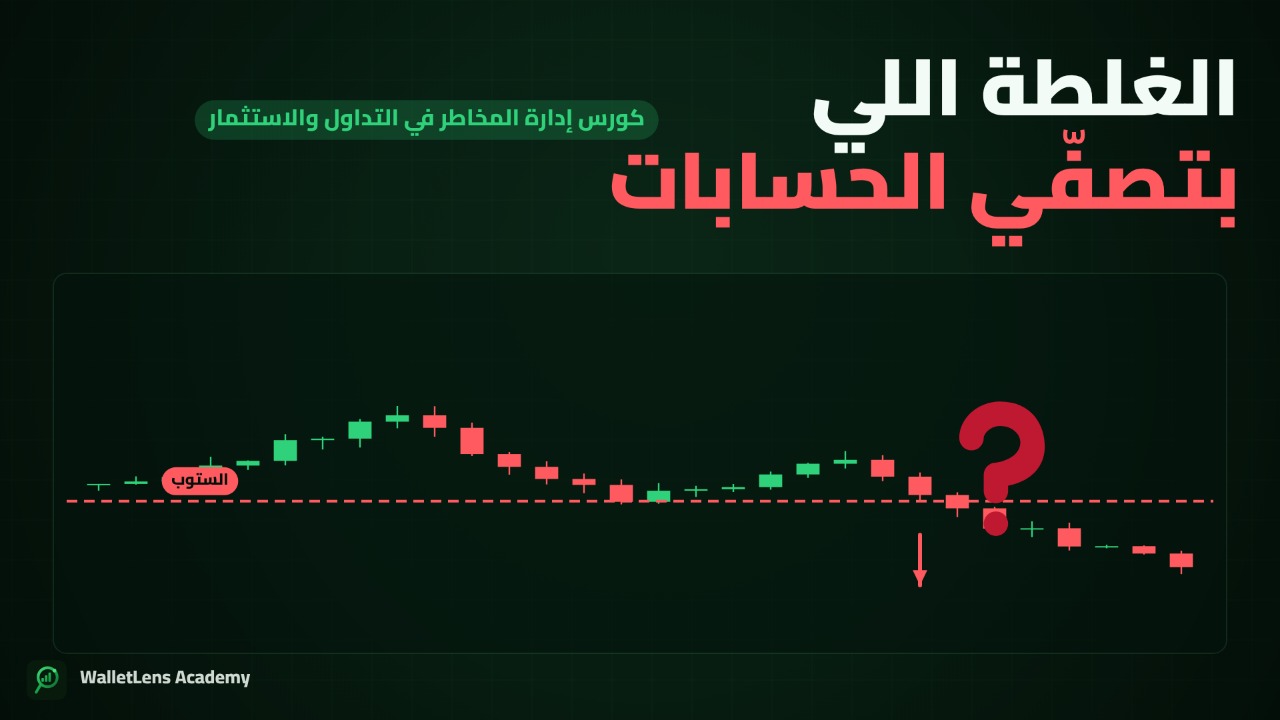 الغلطة اللي
بتصفّي الحسابات
كورس إدارة المخاطر في التداول والاستثمار
الستوب
?
WalletLens Academy